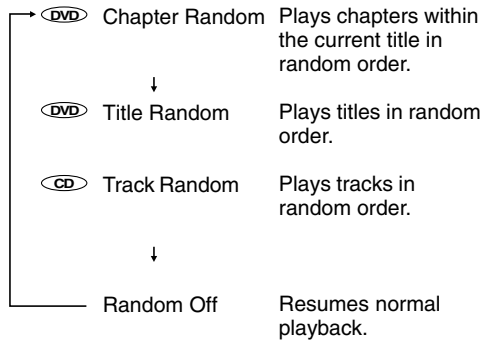 DVD Chapter Random Plays chapters within
the current title in
random order.
DVD Title Random Plays titles in random
order.
CD Track Random Plays tracks in
random order.
Random Off Resumes normal
playback.